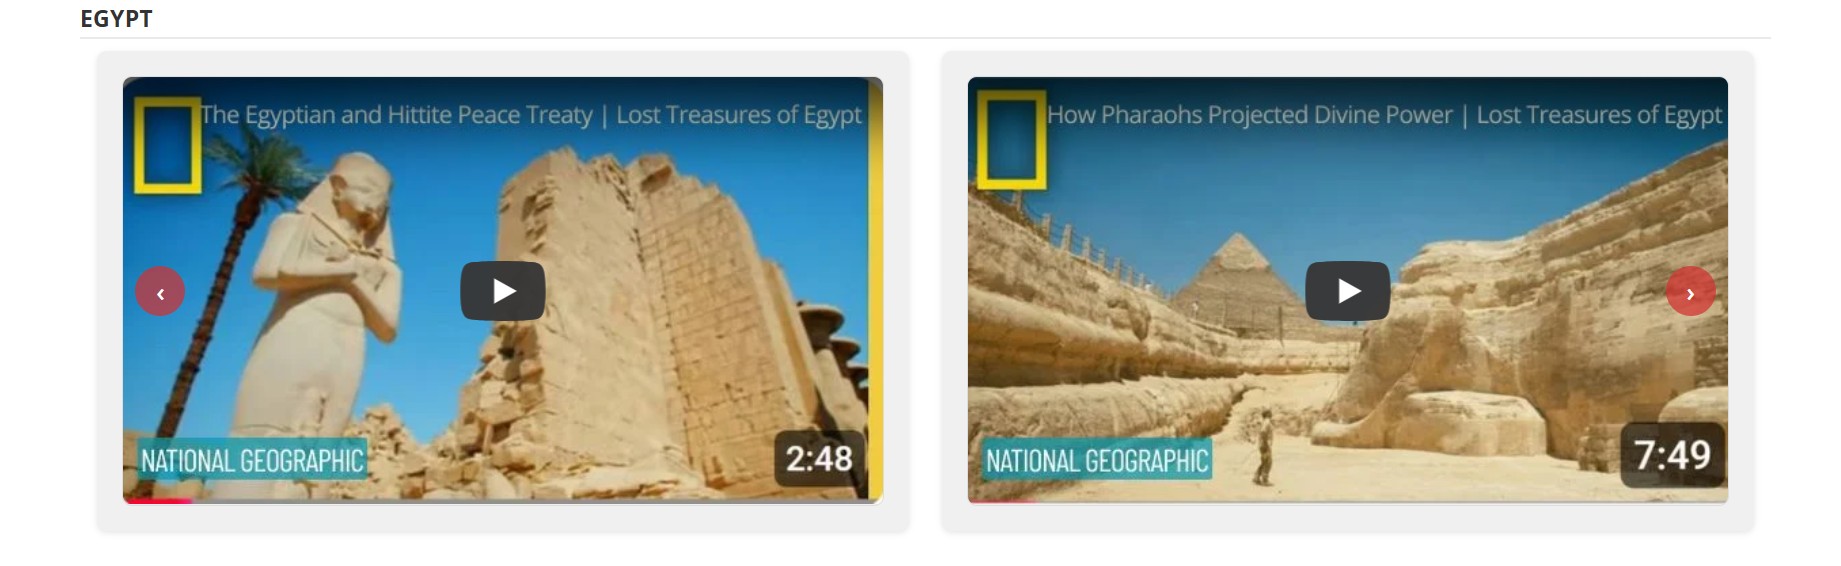 EGYPT
The Egyptian and Hittite Peace Treaty | Lost Treasures of Egypt
NATIONAL GEOGRAPHIC
2:48
How Pharaohs Projected Divine Power | Lost Treasures of Egypt
NATIONAL GEOGRAPHIC
7:49